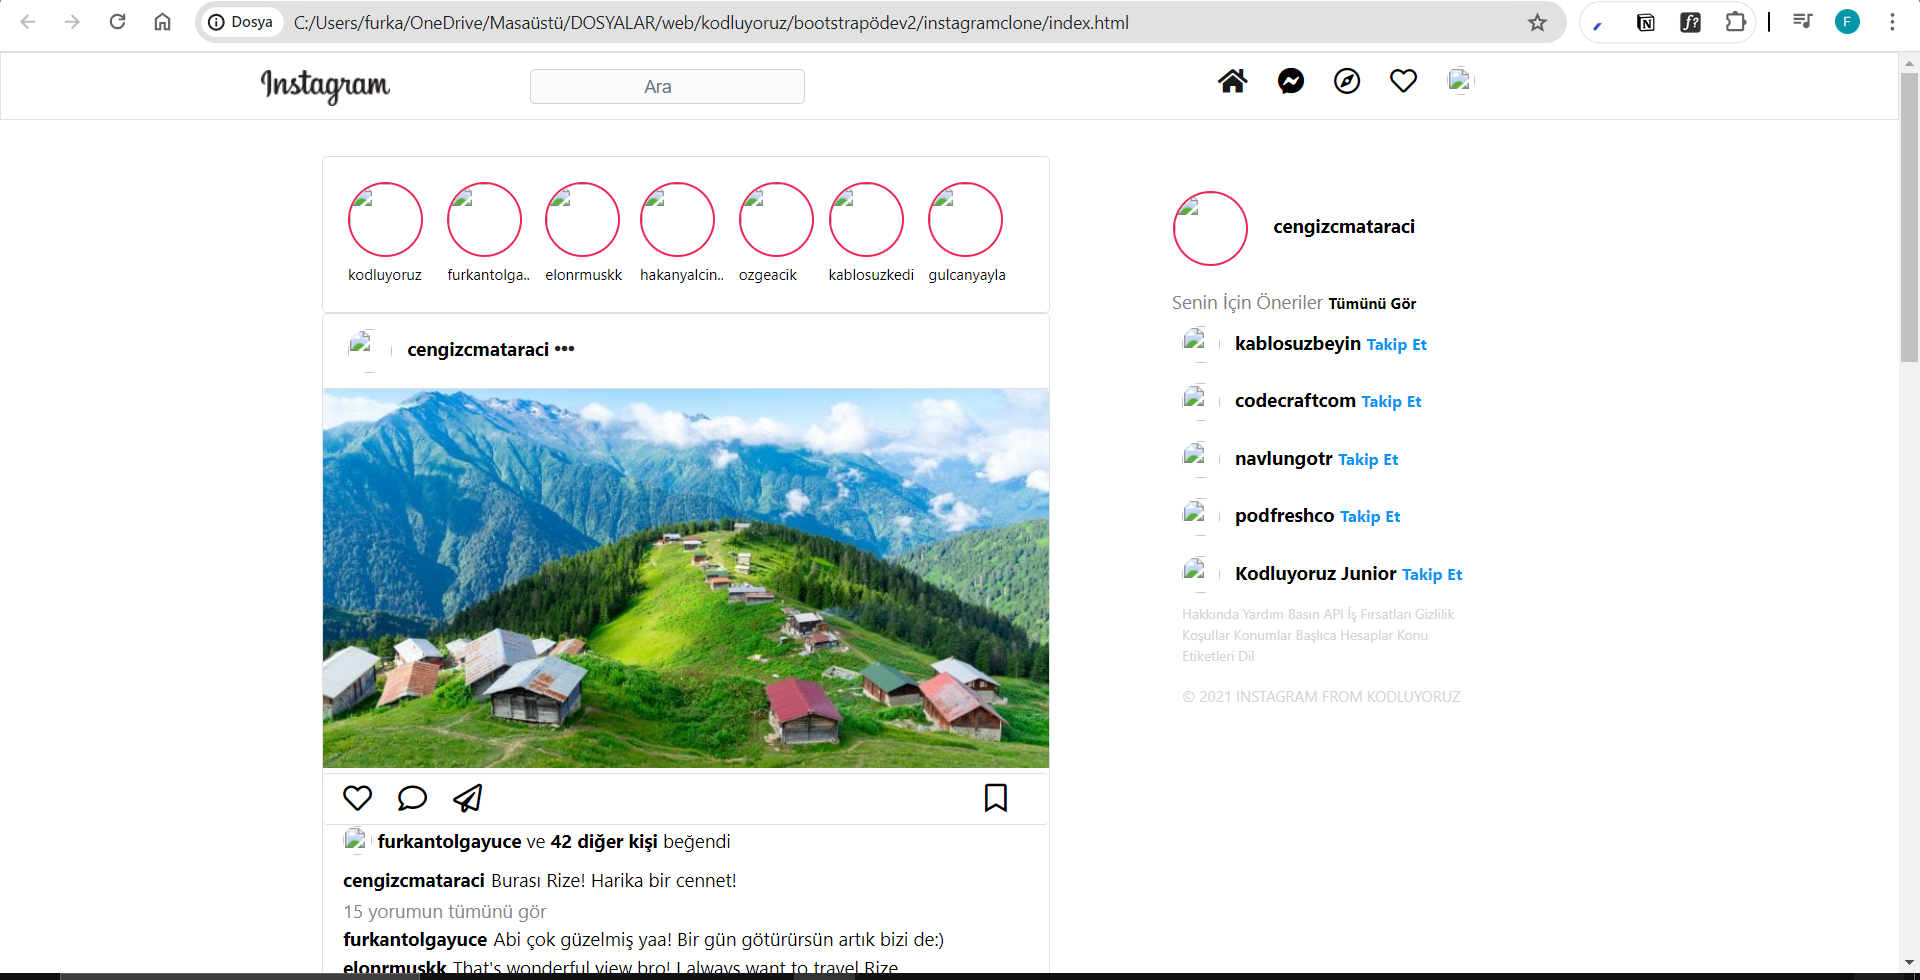 Dosya C:/Users/furka/OneDrive/Masaüstü/DOSYALAR/web/kodluyoruz/bootstrapödev2/instagramclone/index.html
F
Instagram
Ara
kodluyoruz
furkantolga..
elonrmuskk
hakanyalcin..
ozgeacik
kablosuzkedi
gulcanyayla
cengizcmataraci •••
furkantolgayuce ve 42 diğer kişi beğendi
cengizcmataraci Burası Rize! Harika bir cennet!
15 yorumun tümünü gör
furkantolgayuce Abi çok güzelmiş yaa! Bir gün götürürsün artık bizi de:)
elonrmuskk That's wonderful view bro! I always want to travel Rize
cengizcmataraci
Senin İçin Öneriler Tümünü Gör
kablosuzbeyin Takip Et
codecraftcom Takip Et
navlungotr Takip Et
podfreshco Takip Et
Kodluyoruz Junior Takip Et
Hakkında Yardım Basın API İş Fırsatları Gizlilik
Koşullar Konumlar Başlıca Hesaplar Konu
Etiketleri Dil
© 2021 INSTAGRAM FROM KODLUYORUZ